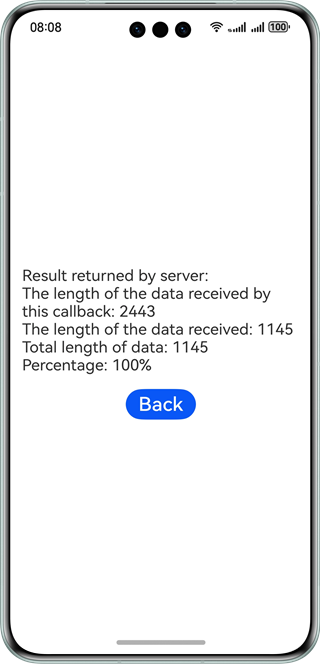 08:08
100
Result returned by server:
The length of the data received by
this callback: 2443
The length of the data received: 1145
Total length of data: 1145
Percentage: 100%
Back